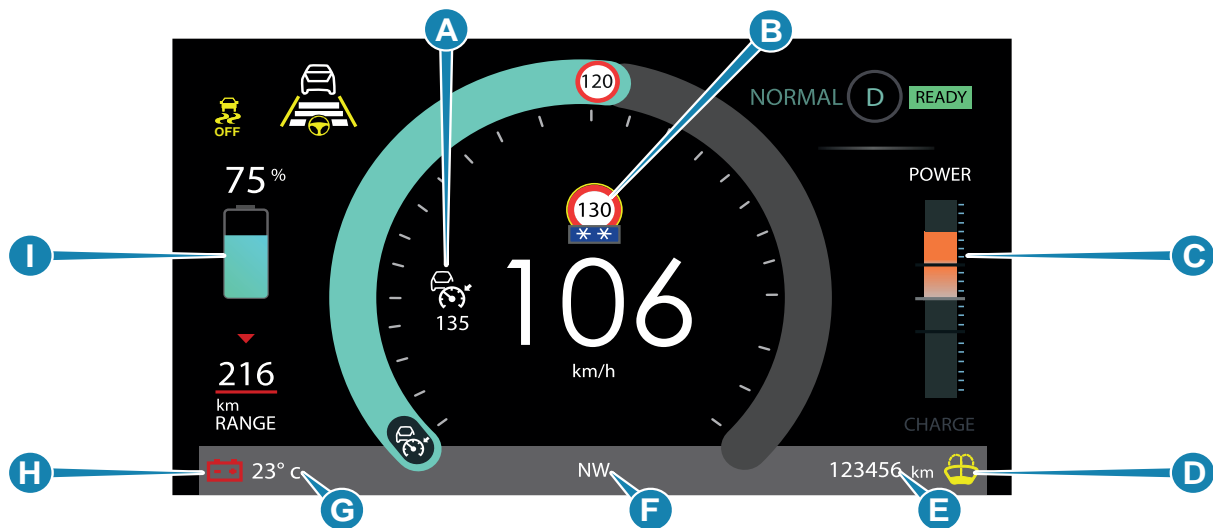 A
B
120
NORMAL D READY
OFF
75 %
POWER
130
I
C
135
106
km/h
216
km
RANGE
CHARGE
H
23° C
NW
123456 km
D
G
F
E